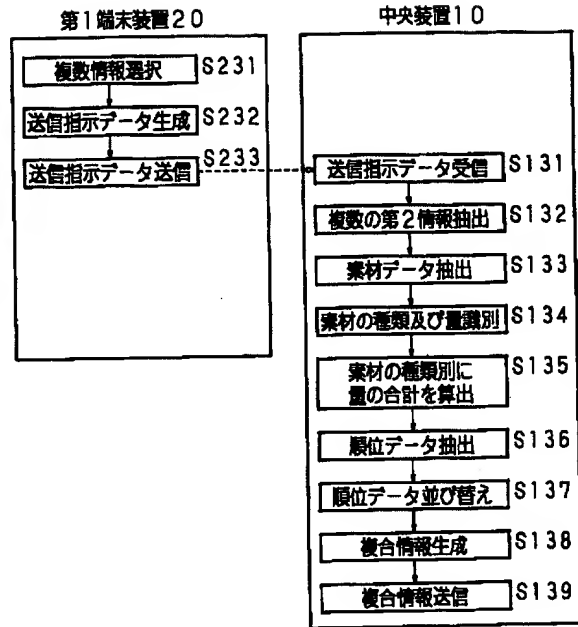 第1端末装置20
複数情報選択
S231
送信指示データ生成
S232
送信指示データ送信
S233
中央装置10
送信指示データ受信
S131
複数の第2情報抽出
S132
素材データ抽出
S133
素材の種類及び量識別
S134
素材の種類別に
量の合計を算出
S135
順位データ抽出
S136
順位データ並び替え
S137
複合情報生成
S138
複合情報送信
S139